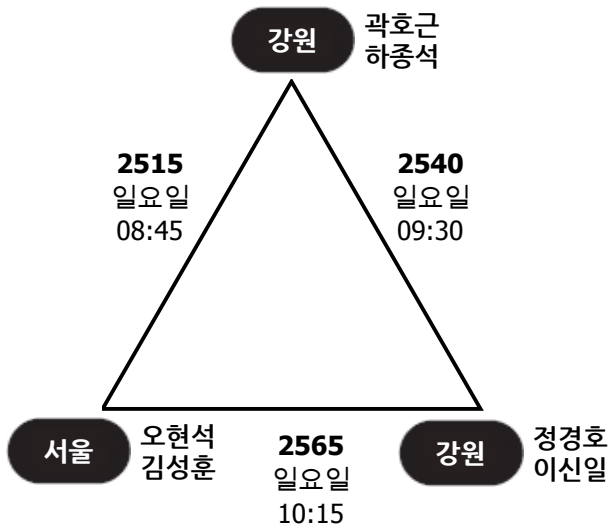 강원
곽호근
하종석
2515
일요일
08:45
2540
일요일
09:30
서울
오현석
김성훈
2565
일요일
10:15
강원
정경호
이신일